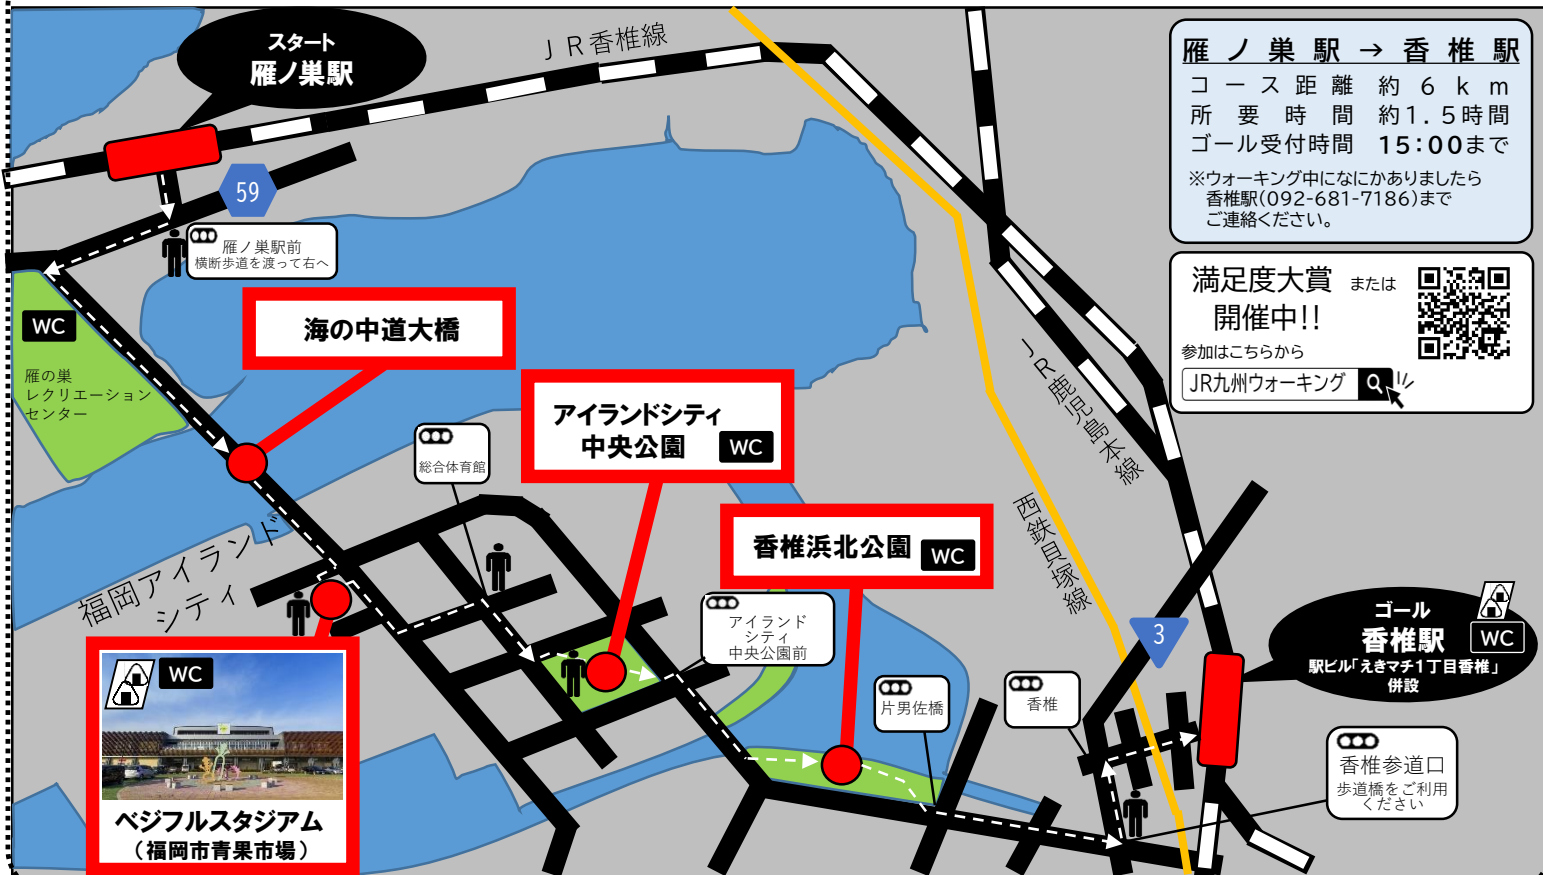 スタート
雁ノ巣駅
JR香椎線
雁ノ巣駅→香椎駅
コース距離 約6km
所要時間 約1.5時間
ゴール受付時間 15:00まで
※ウォーキング中になにかありましたら
香椎駅(092-681-7186)まで
ご連絡ください。
59
雁ノ巣駅前
横断歩道を渡って右へ
満足度大賞 または
開催中!!
参加はこちらから
JR九州ウォーキング
WC
雁の巣
レクリエーション
センター
海の中道大橋
アイランドシティ
中央公園 WC
総合体育館
JR鹿児島本線
西鉄貝塚線
香椎浜北公園 WC
福岡アイランド
シティ
アイランド
シティ
中央公園前
3
ゴール
香椎駅 WC
駅ビル「えきマチ1丁目香椎」
併設
WC
ベジフルスタジアム
(福岡市青果市場)
片男佐橋
香椎
香椎参道口
歩道橋をご利用
ください